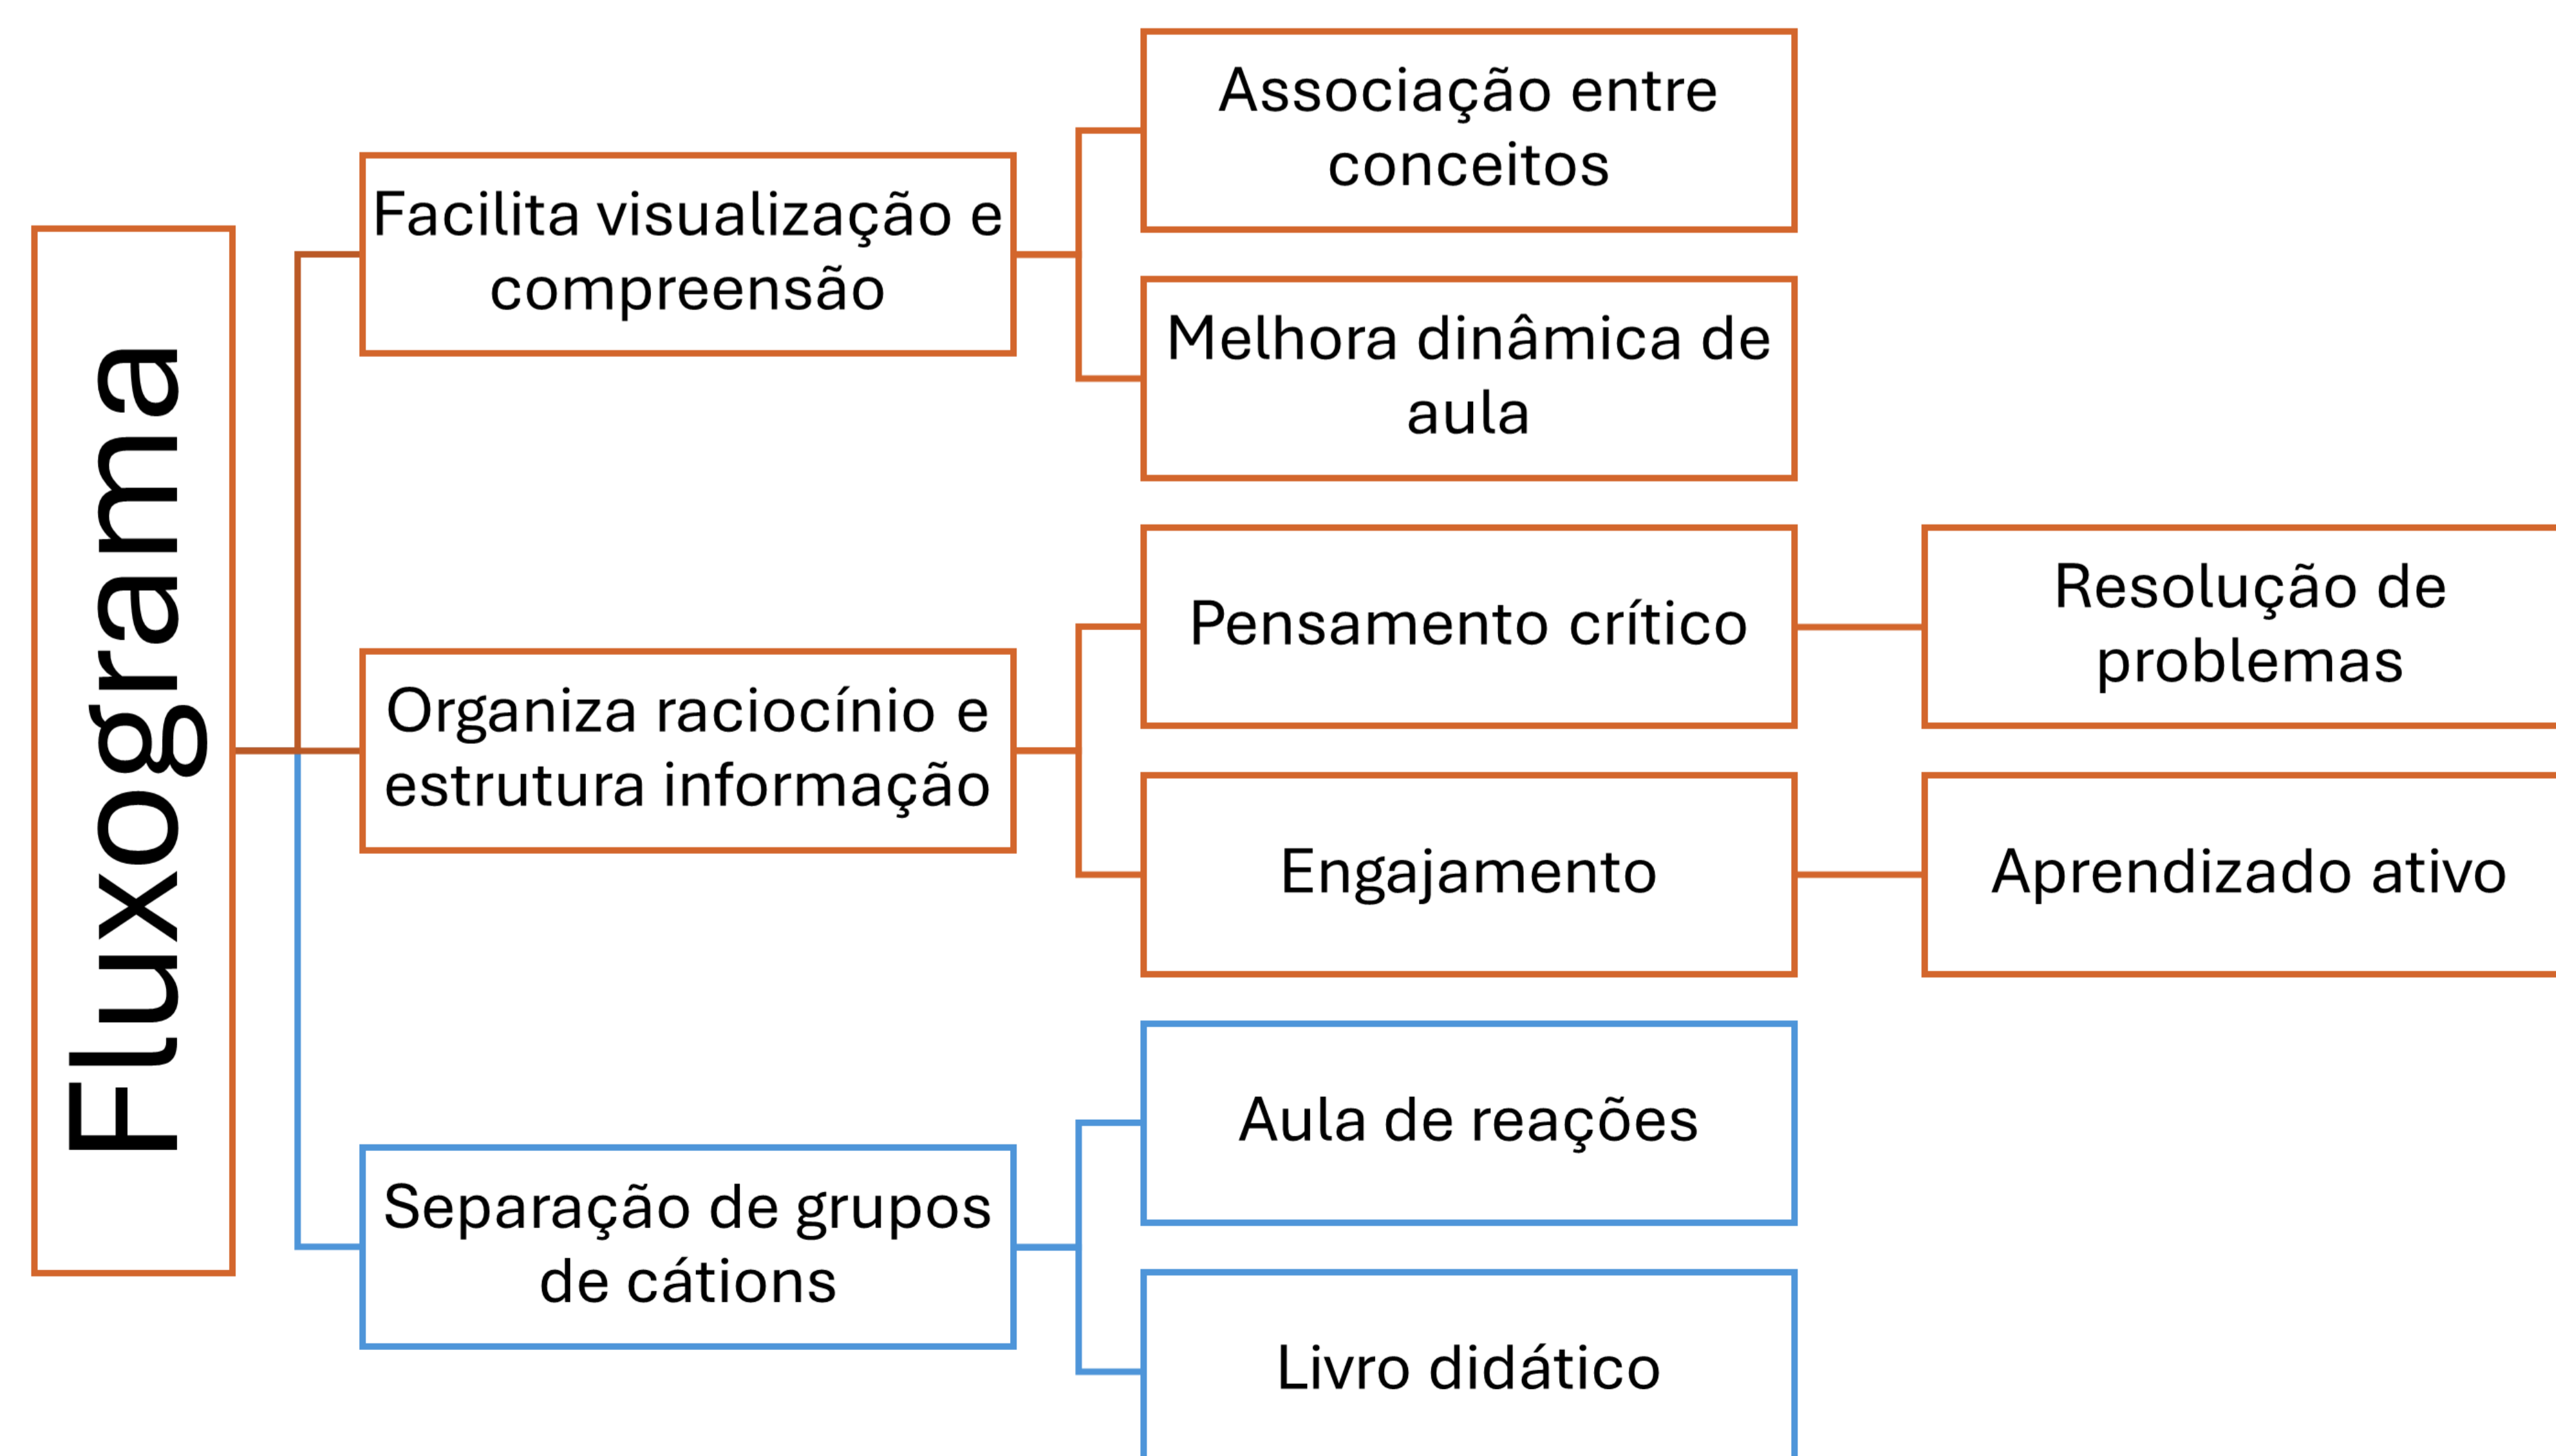 Fluxograma
Facilita visualização e
compreensão
Associação entre
conceitos
Melhora dinâmica de
aula
Organiza raciocínio e
estrutura informação
Pensamento crítico
Resolução de
problemas
Engajamento
Aprendizado ativo
Separação de grupos
de cátions
Aula de reações
Livro didático